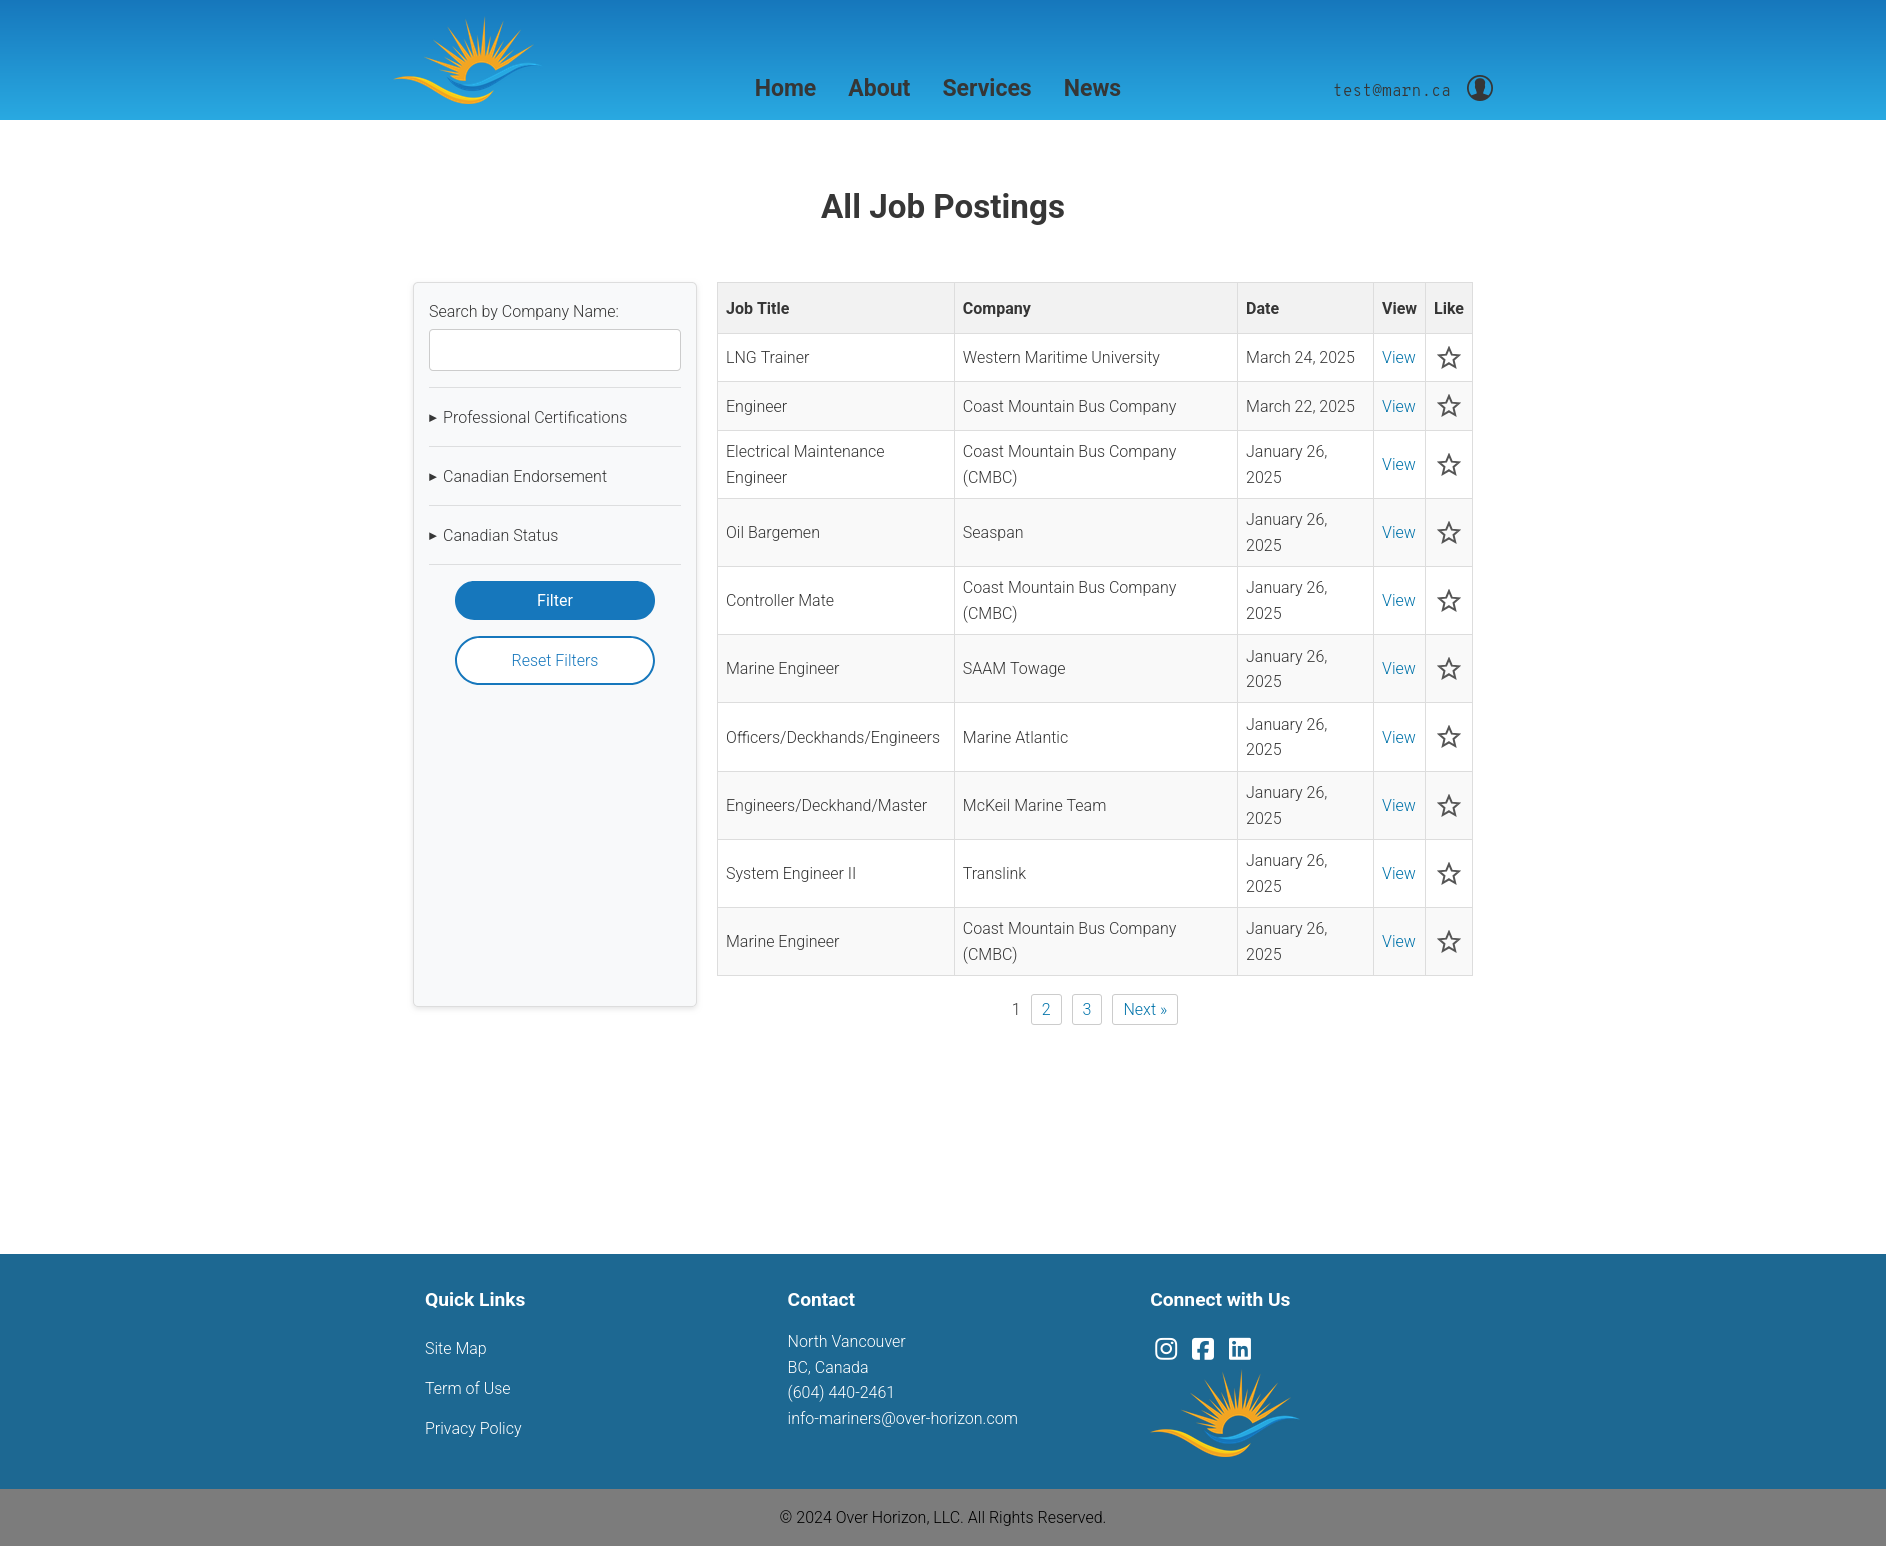 Home About Services News test@marn.ca
All Job Postings
Search by Company Name:
▸ Professional Certifications
▸ Canadian Endorsement
▸ Canadian Status
Filter
Reset Filters
Job Title Company Date View Like
LNG Trainer Western Maritime University March 24, 2025 View
Engineer Coast Mountain Bus Company March 22, 2025 View
Electrical Maintenance Engineer Coast Mountain Bus Company (CMBC) January 26, 2025 View
Oil Bargemen Seaspan January 26, 2025 View
Controller Mate Coast Mountain Bus Company (CMBC) January 26, 2025 View
Marine Engineer SAAM Towage January 26, 2025 View
Officers/Deckhands/Engineers Marine Atlantic January 26, 2025 View
Engineers/Deckhand/Master McKeil Marine Team January 26, 2025 View
System Engineer II Translink January 26, 2025 View
Marine Engineer Coast Mountain Bus Company (CMBC) January 26, 2025 View
1 2 3 Next »
Quick Links
Site Map
Term of Use
Privacy Policy
Contact
North Vancouver
BC, Canada
(604) 440-2461
info-mariners@over-horizon.com
Connect with Us
© 2024 Over Horizon, LLC. All Rights Reserved.